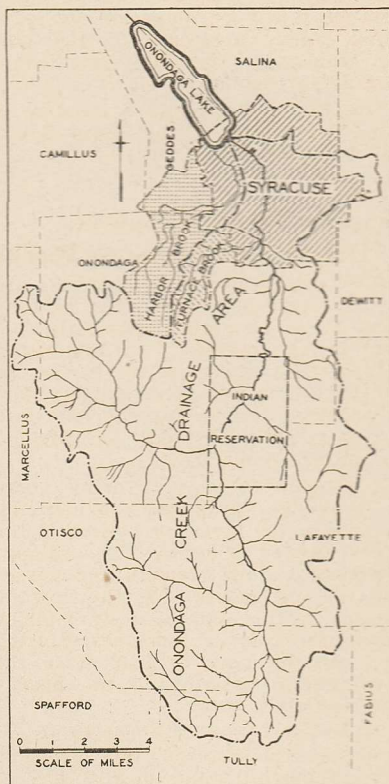 ONONDAGA LAKE
SALINA
CAMILLUS
GEDDES
SYRACUSE
ONONDAGA
HARBOR BROOK
FURNACE BROOK
DEWITT
ONONDAGA CREEK DRAINAGE AREA
INDIAN
RESERVATION
MARCELLUS
OTISCO
LAFAYETTE
SPAFFORD
FABIUS
0 1 2 3 4
SCALE OF MILES
TULLY